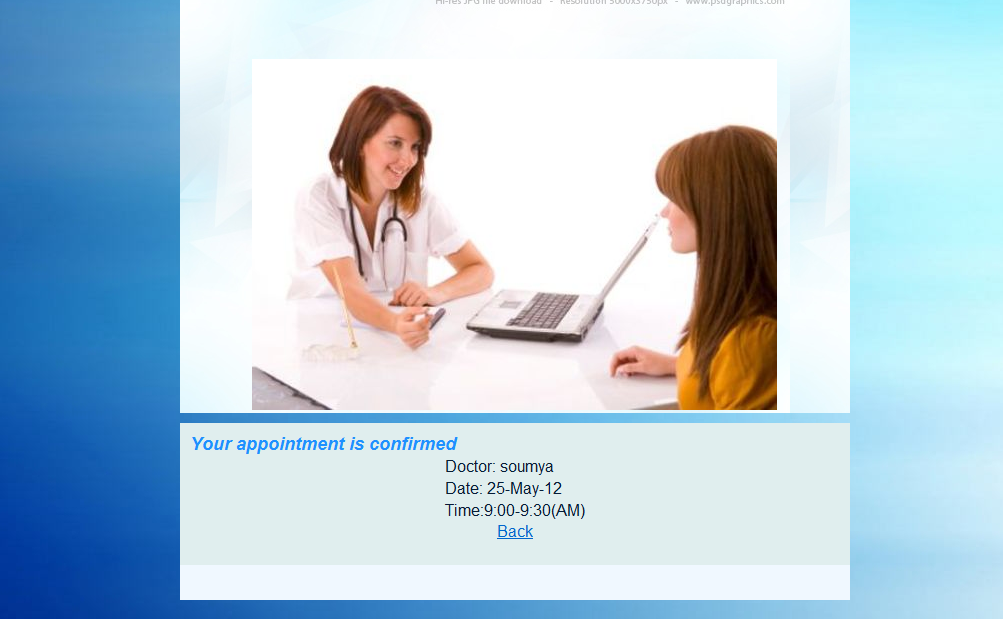 Hi-res JPG file download - Resolution 5000x3750px - www.psdgraphics.com
Your appointment is confirmed
Doctor: soumya
Date: 25-May-12
Time:9:00-9:30(AM)
Back